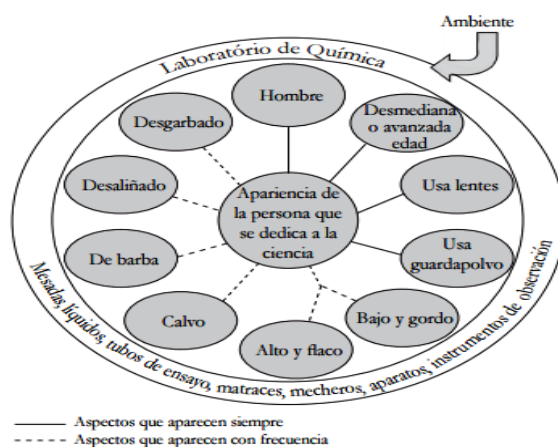 Ambiente
Laboratório de Química
Hombre
Desgarbado
Desmediana
o avanzada
edad
Desaliñado
Usa lentes
Apariencia de
la persona que
se dedica a la
ciencia
De barba
Usa
guardapolvo
Calvo
Bajo y gordo
Alto y flaco
Mesadas, líquidos, tubos de ensayo, matraces, mecheros, aparatos, instrumentos de observación
Aspectos que aparecen siempre
Aspectos que aparecen con frecuencia